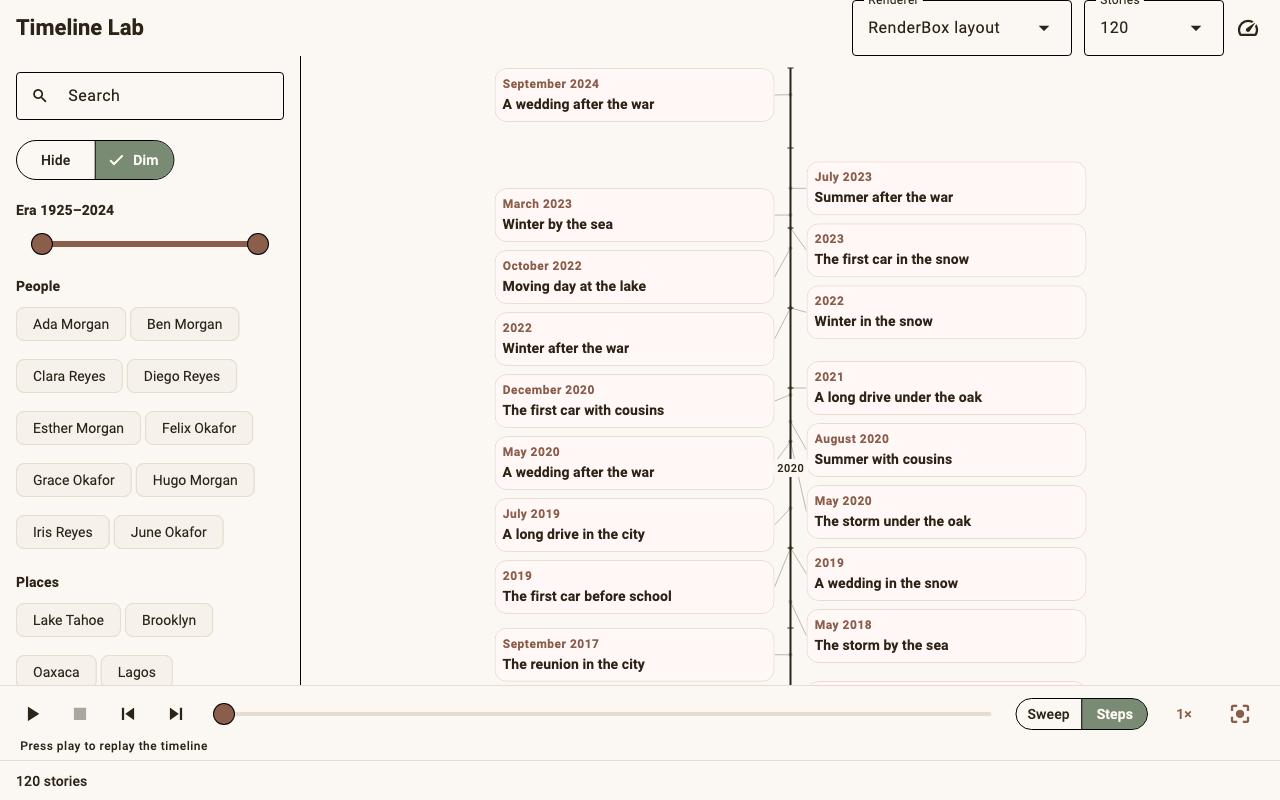 Timeline Lab
Renderer
RenderBox layout
Stories
120
Search
Hide
Dim
Era 1925–2024
People
Ada Morgan
Ben Morgan
Clara Reyes
Diego Reyes
Esther Morgan
Felix Okafor
Grace Okafor
Hugo Morgan
Iris Reyes
June Okafor
Places
Lake Tahoe
Brooklyn
Oaxaca
Lagos
September 2024
A wedding after the war
July 2023
Summer after the war
March 2023
Winter by the sea
2023
The first car in the snow
October 2022
Moving day at the lake
2022
Winter in the snow
2022
Winter after the war
2021
A long drive under the oak
December 2020
The first car with cousins
August 2020
Summer with cousins
May 2020
A wedding after the war
2020
May 2020
The storm under the oak
July 2019
A long drive in the city
2019
A wedding in the snow
2019
The first car before school
May 2018
The storm by the sea
September 2017
The reunion in the city
Sweep
Steps
1×
Press play to replay the timeline
120 stories